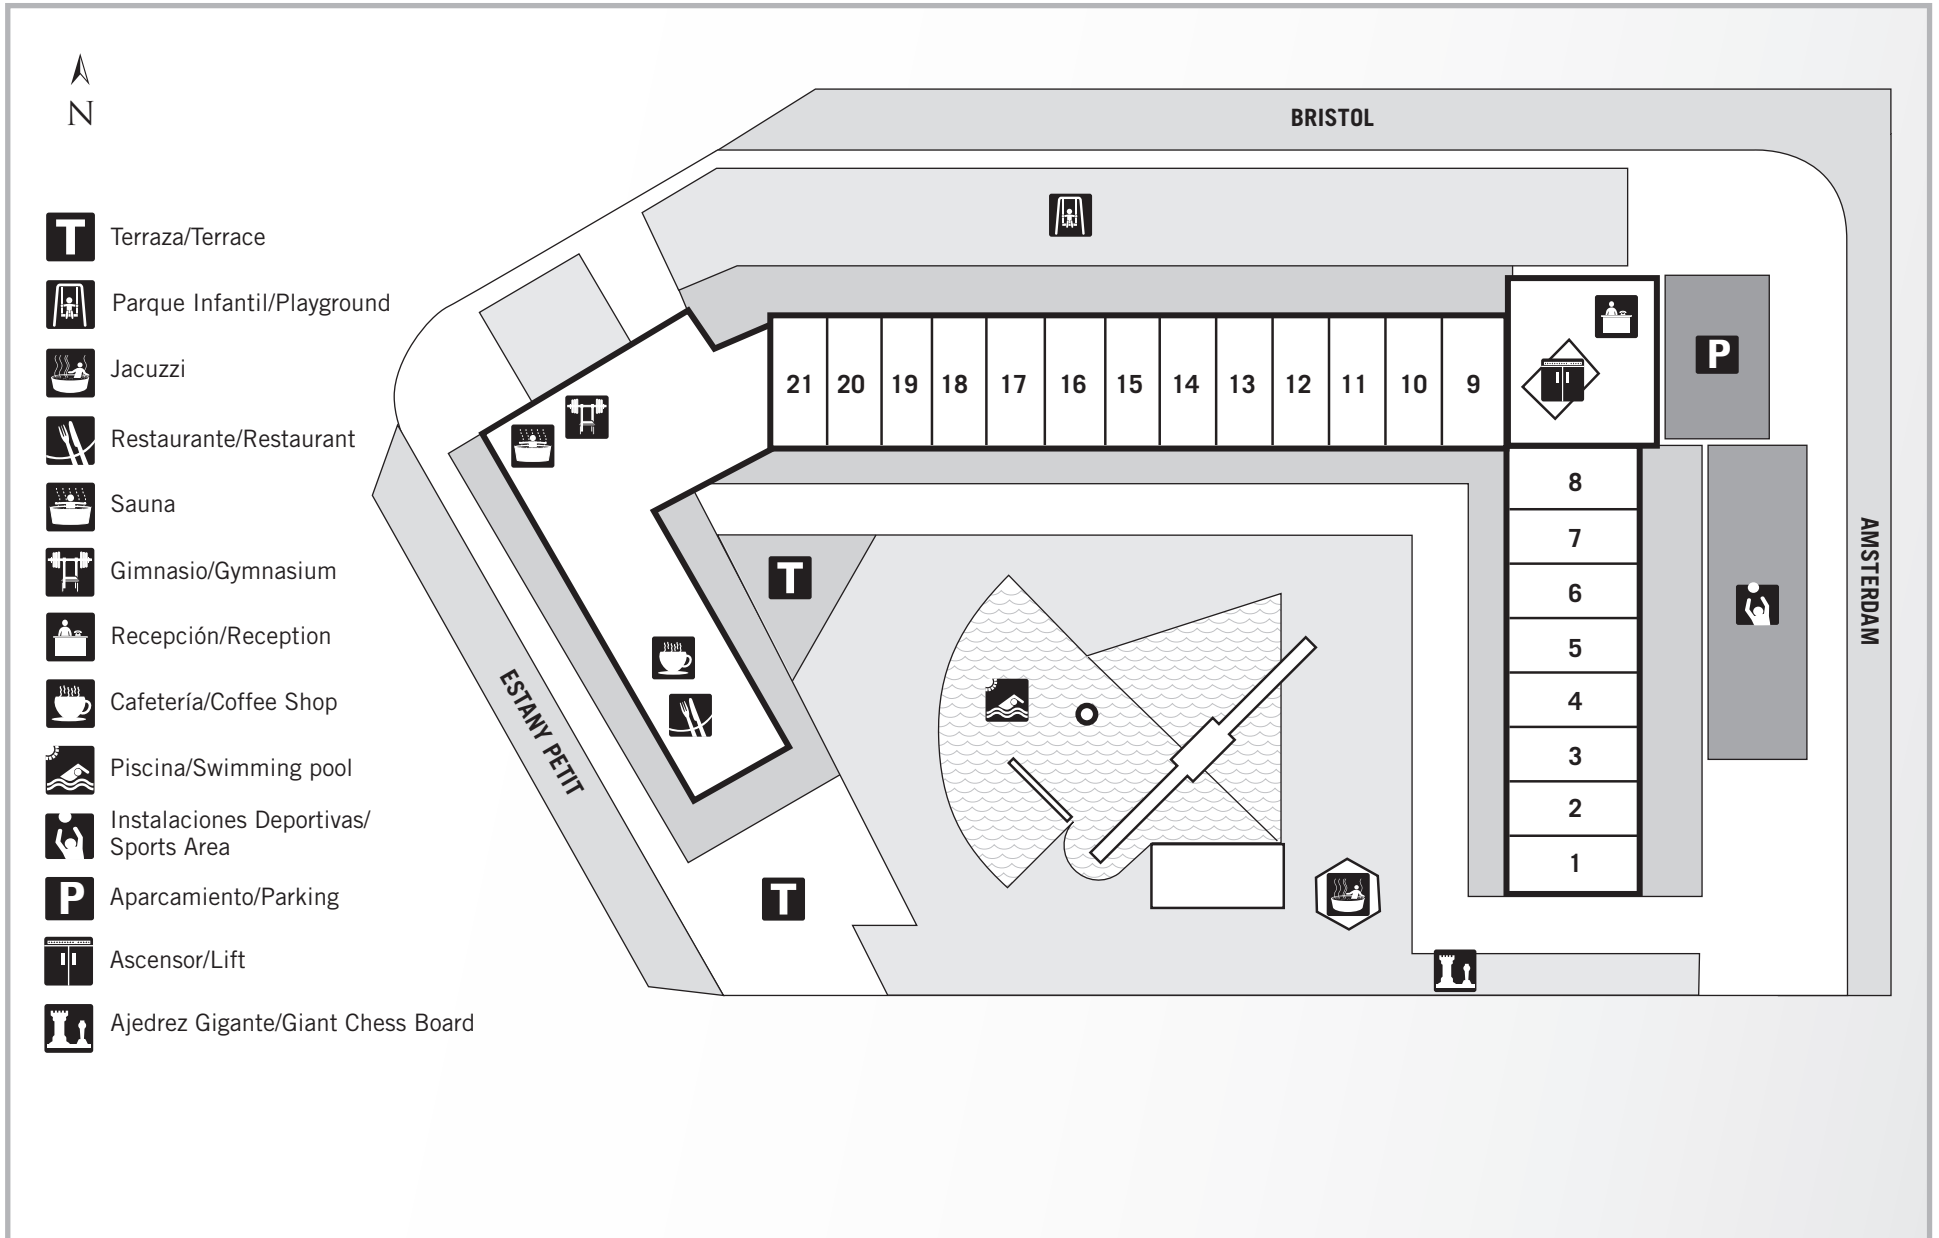 N
BRISTOL
T Terraza/Terrace
Parque Infantil/Playground
Jacuzzi
Restaurante/Restaurant
Sauna
Gimnasio/Gymnasium
Recepción/Reception
Cafetería/Coffee Shop
Piscina/Swimming pool
Instalaciones Deportivas/
Sports Area
P Aparcamiento/Parking
Ascensor/Lift
Ajedrez Gigante/Giant Chess Board
21 20 19 18 17 16 15 14 13 12 11 10 9
P
8
7
6
5
4
3
2
1
AMSTERDAM
T
ESTANY PETIT
T